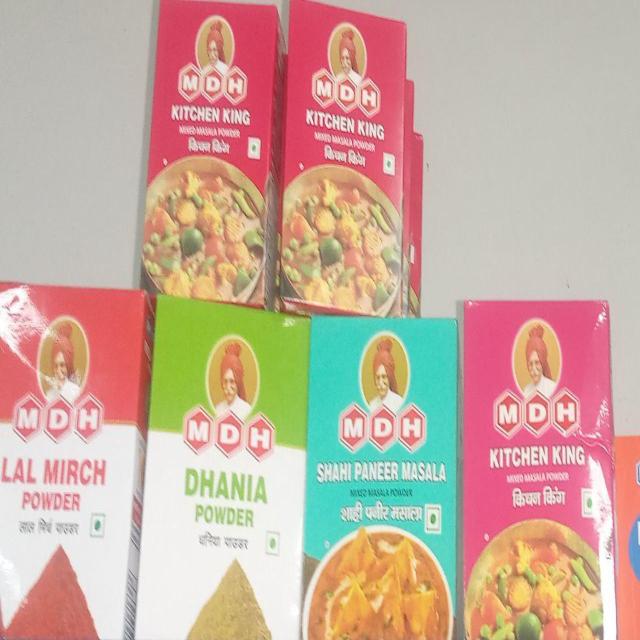 MDH
KITCHEN KING
MIXED MASALA POWDER
किचन किंग
MDH
KITCHEN KING
MIXED MASALA POWDER
किचन किंग
MDH
LAL MIRCH
POWDER
लाल मिर्च पाउडर
MDH
DHANIA
POWDER
धनिया पाउडर
MDH
SHAHI PANEER MASALA
MIXED MASALA POWDER
शाही पनीर मसाला
MDH
KITCHEN KING
MIXED MASALA POWDER
किचन किंग